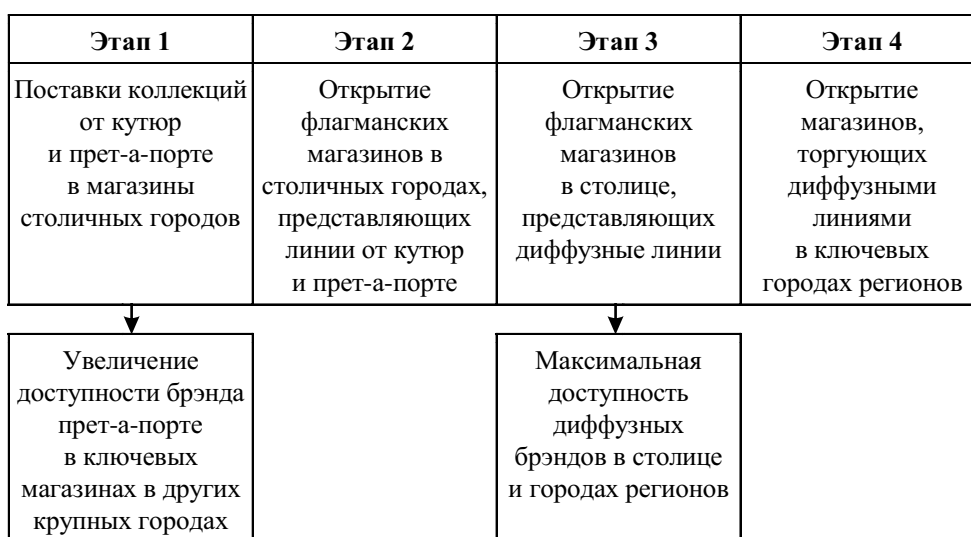 Этап 1
Этап 2
Этап 3
Этап 4
Поставки коллекций
от кутюр
и прет-а-порте
в магазины
столичных городов
Открытие
флагманских
магазинов в
столичных городах,
представляющих
линии от кутюр
и прет-а-порте
Открытие
флагманских
магазинов
в столице,
представляющих
диффузные линии
Открытие
магазинов,
торгующих
диффузными
линиями
в ключевых
городах регионов
Увеличение
доступности брэнда
прет-а-порте
в ключевых
магазинах в других
крупных городах
Максимальная
доступность
диффузных
брэндов в столице
и городах регионов